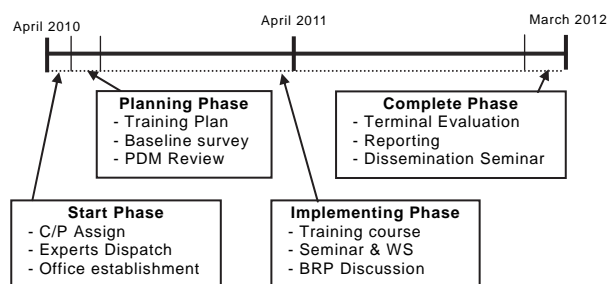 April 2010
April 2011
March 2012
Planning Phase
- Training Plan
- Baseline survey
- PDM Review
Complete Phase
- Terminal Evaluation
- Reporting
- Dissemination Seminar
Start Phase
- C/P Assign
- Experts Dispatch
- Office establishment
Implementing Phase
- Training course
- Seminar & WS
- BRP Discussion